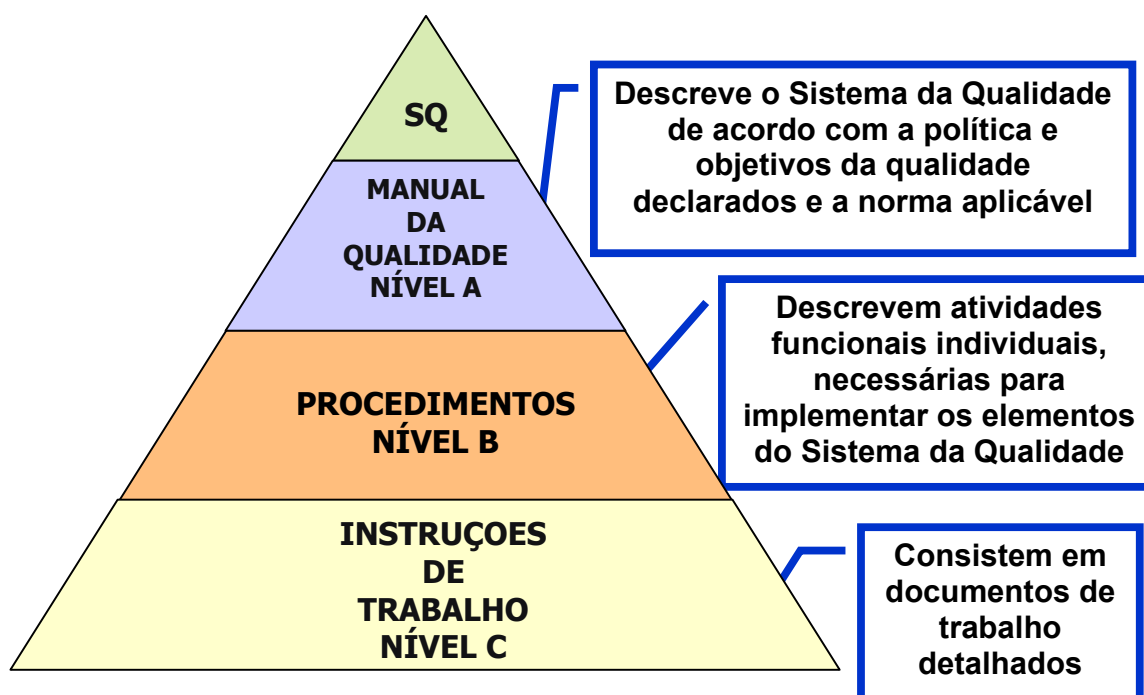 SQ
MANUAL
DA
QUALIDADE
NÍVEL A
Descreve o Sistema da Qualidade
de acordo com a política e
objetivos da qualidade
declarados e a norma aplicável
PROCEDIMENTOS
NÍVEL B
Descrevem atividades
funcionais individuais,
necessárias para
implementar os elementos
do Sistema da Qualidade
INSTRUÇOES
DE
TRABALHO
NÍVEL C
Consistem em
documentos de
trabalho
detalhados